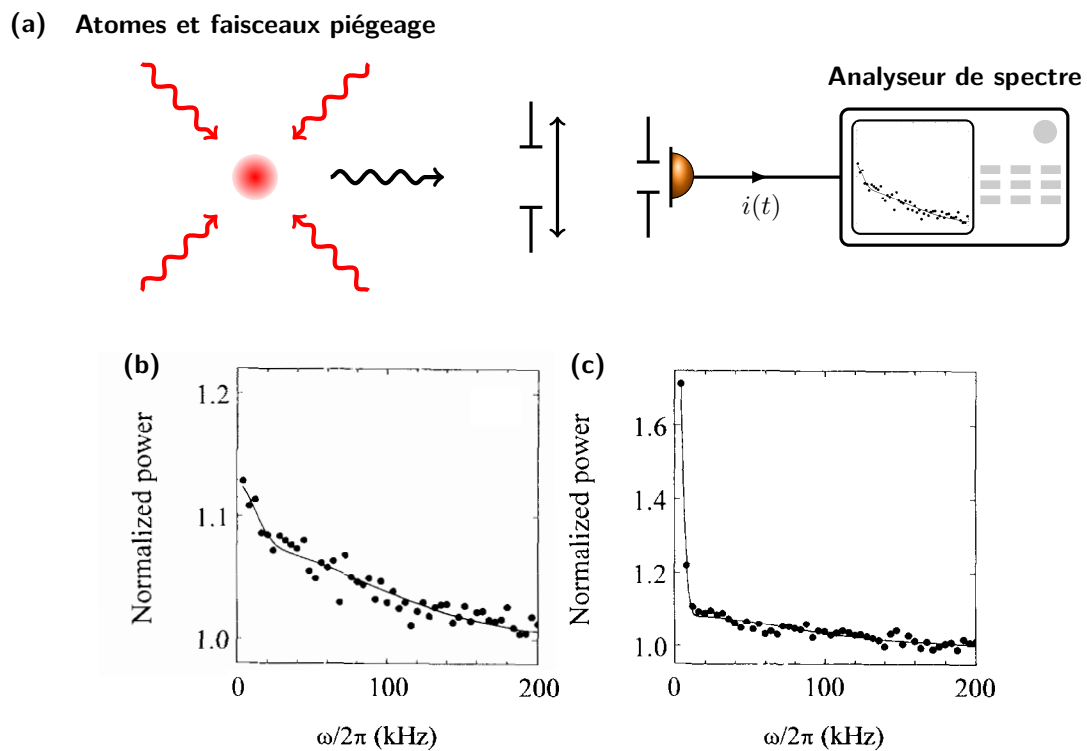 (a) Atomes et faisceaux piégeage
Analyseur de spectre
i(t)
(b)
1.2
1.1
1.0
Normalized power
0
100
200
ω/2π (kHz)
(c)
1.6
1.4
1.2
1.0
Normalized power
0
100
200
ω/2π (kHz)